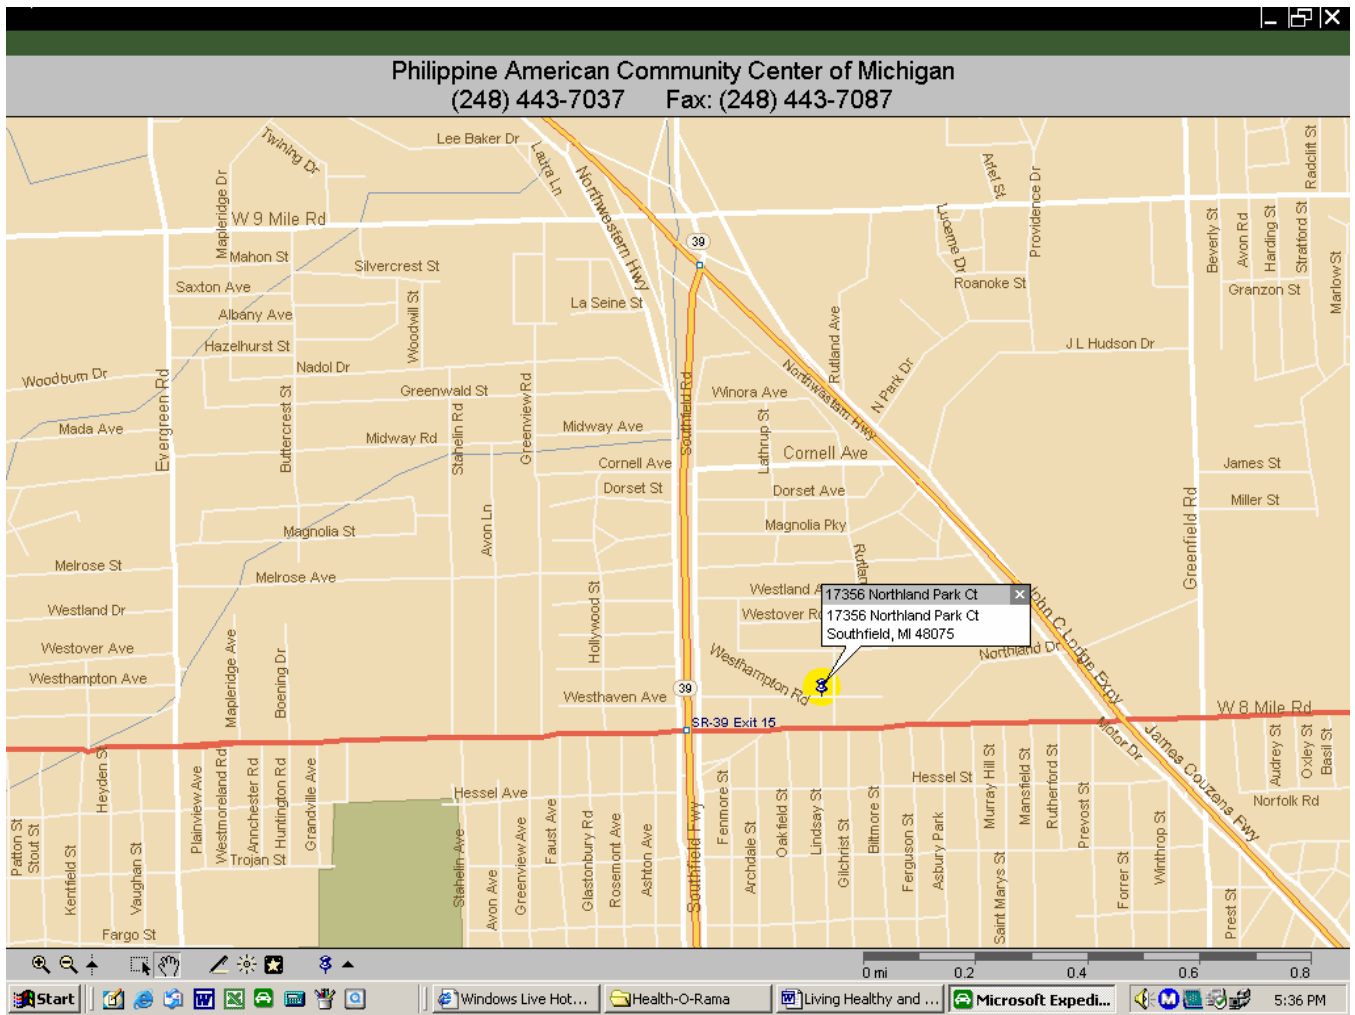 Philippine American Community Center of Michigan
(248) 443-7037 Fax: (248) 443-7087
Twining Dr
Lee Baker Dr
Laura Ln
Northwestern Hwy
Arlet St
Radclift St
Mapleridge Dr
W 9 Mile Rd
Providence Dr
Lucerne Dr
Beverly St
Avon Rd
Harding St
Stratford St
39
Mahon St
Silvercrest St
Saxton Ave
Roanoke St
Granzon St
Marlow St
La Seine St
Albany Ave
Woodwill St
Rutland Ave
Hazelhurst St
J L Hudson Dr
Nadol Dr
Woodburn Dr
Evergreen Rd
Buttercrest St
Greenwald St
Stahelin Rd
Greenview Rd
Southfield Rd
Winora Ave
Northwestern Hwy
N Park Dr
Mada Ave
Midway Rd
Midway Ave
Lathrup St
Cornell Ave
Cornell Ave
James St
Dorset St
Dorset Ave
Miller St
Magnolia St
Avon Ln
Magnolia Pky
Greenfield Rd
Melrose St
Melrose Ave
Hollywood St
Westland Dr
Westover Ave
Westhampton Ave
Mapleridge Ave
Boening Dr
Westover Rd
17356 Northland Park Ct
17356 Northland Park Ct
Southfield, MI 48075
Northland Dr
John C Lodge Expy
Westhampton Rd
Westhaven Ave
39
SR-39 Exit 15
W 8 Mile Rd
Motor Dr
James Couzens Fwy
Audrey St
Oxley St
Basil St
Heyden St
Plainview Ave
Westmoreland Rd
Anchester Rd
Huntington Rd
Grandville Ave
Hessel Ave
Hessel St
Murray Hill St
Mansfield St
Rutherford St
Prevost St
Norfolk Rd
Patton St
Stout St
Kentfield St
Vaughan St
Trojan St
Fargo St
Stahelin Ave
Avon Ave
Greenview Ave
Faust Ave
Glastonbury Rd
Rosemont Ave
Ashton Ave
Southfield Fwy
Fenmore St
Archdale St
Oakfield St
Lindsay St
Gilchrist St
Biltmore St
Ferguson St
Asbury Park
Saint Marys St
Forrer St
Winthrop St
Prest St
0 mi 0.2 0.4 0.6 0.8
Start Windows Live Hot... Health-O-Rama Living Healthy and ... Microsoft Expedi... 5:36 PM